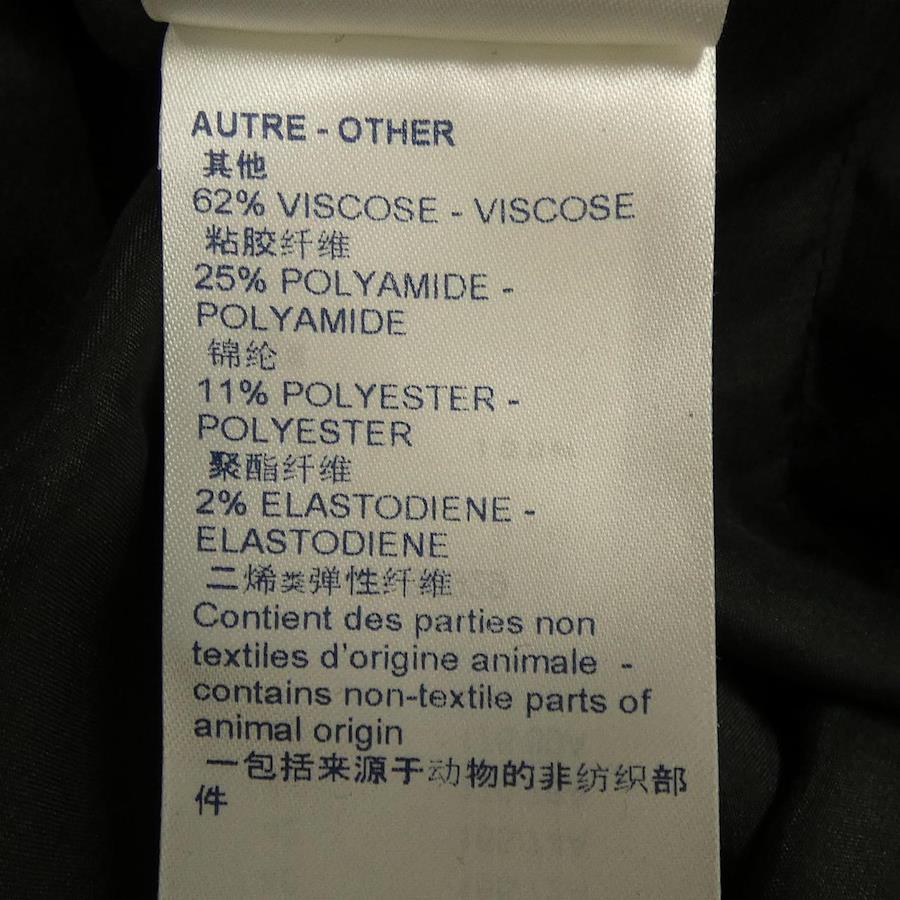 AUTRE - OTHER
其他
62% VISCOSE - VISCOSE
粘胶纤维
25% POLYAMIDE -
POLYAMIDE
锦纶
11% POLYESTER -
POLYESTER
聚酯纤维
2% ELASTODIENE -
ELASTODIENE
二烯类弹性纤维
Contient des parties non
textiles d'origine animale -
contains non-textile parts of
animal origin
一包括来源于动物的非纺织部
件